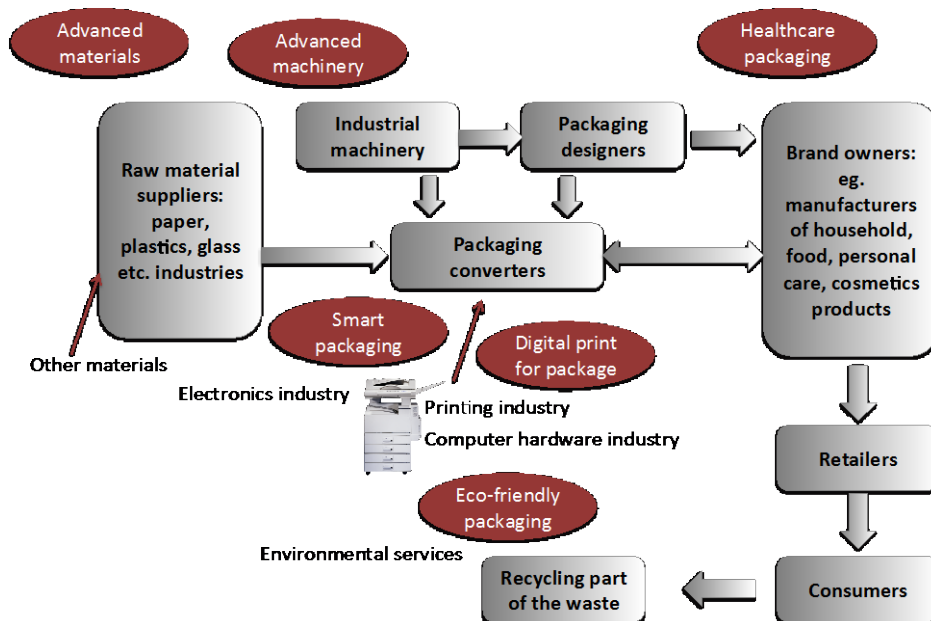 Advanced
materials
Advanced
machinery
Healthcare
packaging
Industrial
machinery
Packaging
designers
Raw material
suppliers:
paper,
plastics, glass
etc. industries
Brand owners:
eg.
manufacturers
of household,
food, personal
care, cosmetics
products
Packaging
converters
Smart
packaging
Digital print
for package
Other materials
Electronics industry
Printing industry
Computer hardware industry
Retailers
Eco-friendly
packaging
Environmental services
Recycling part
of the waste
Consumers